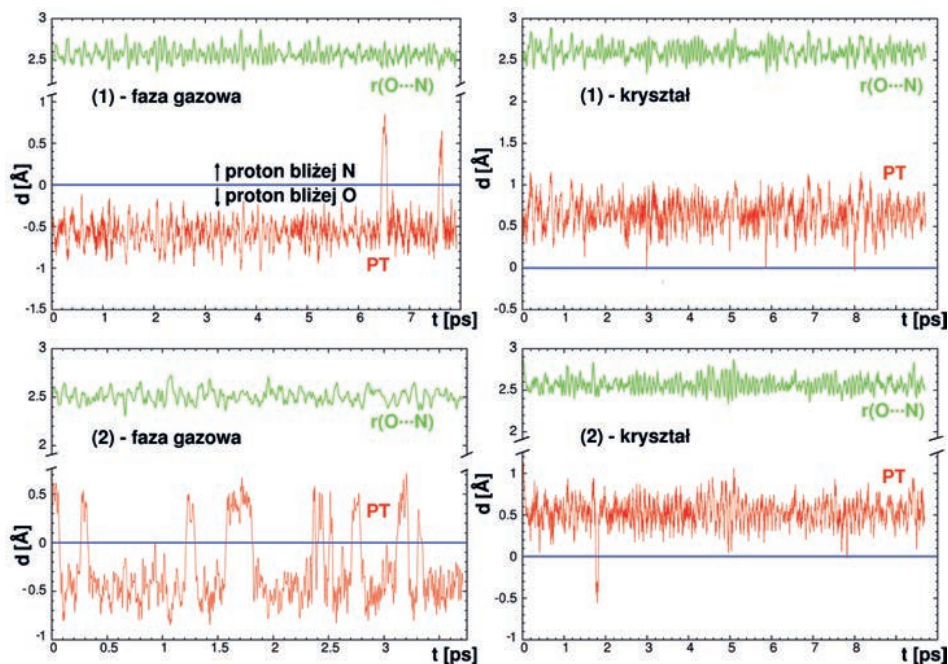 3
2.5
r(O···N)
(1) - faza gazowa
1
0.5
↑ proton bliżej N
0
↓ proton bliżej O
-0.5
PT
-1
-1.5
d [Å]
0 1 2 3 4 5 6 7
t [ps]
3
2.5
r(O···N)
2
(1) - kryształ
1.5
PT
1
0.5
0
-0.5
d [Å]
0 1 2 3 4 5 6 7 8
t [ps]
3
2.5
r(O···N)
(2) - faza gazowa
2
0.5
PT
0
-0.5
-1
d [Å]
0 0.5 1 1.5 2 2.5 3
t [ps]
3
2.5
r(O···N)
2
(2) - kryształ
1
PT
0.5
0
-0.5
-1
d [Å]
0 1 2 3 4 5 6 7 8
t [ps]